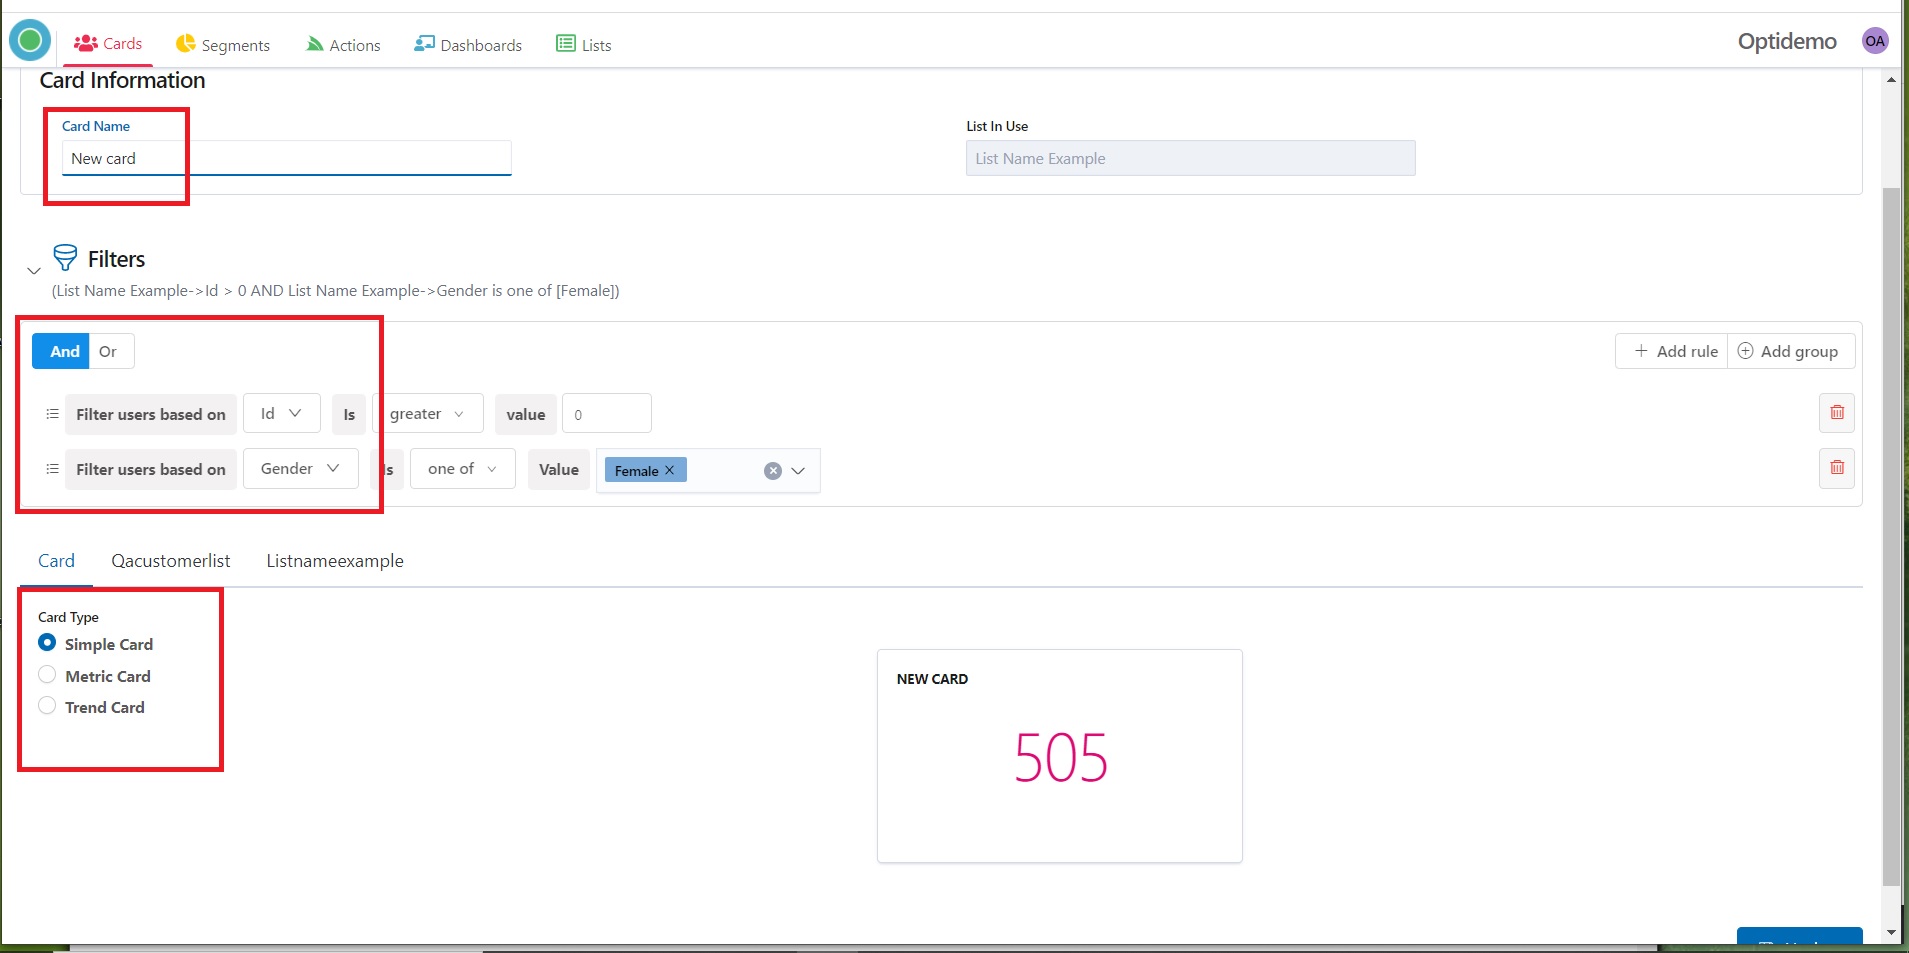 Cards
Segments
Actions
Dashboards
Lists
Optidemo
OA
Card Information
Card Name
List In Use
New card
List Name Example
Filters
(List Name Example->Id > 0 AND List Name Example->Gender is one of [Female])
And Or
+ Add rule
Add group
Filter users based on Id Is greater value 0
Filter users based on Gender Is one of Value Female ×
Card
Qacustomerlist
Listnameexample
Card Type
Simple Card
Metric Card
Trend Card
NEW CARD
505